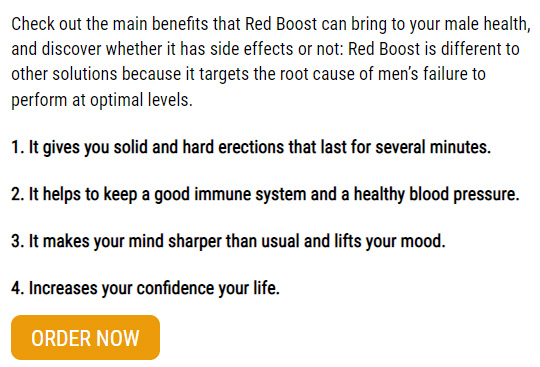 Check out the main benefits that Red Boost can bring to your male health,
and discover whether it has side effects or not: Red Boost is different to
other solutions because it targets the root cause of men’s failure to
perform at optimal levels.
1. It gives you solid and hard erections that last for several minutes.
2. It helps to keep a good immune system and a healthy blood pressure.
3. It makes your mind sharper than usual and lifts your mood.
4. Increases your confidence your life.
ORDER NOW